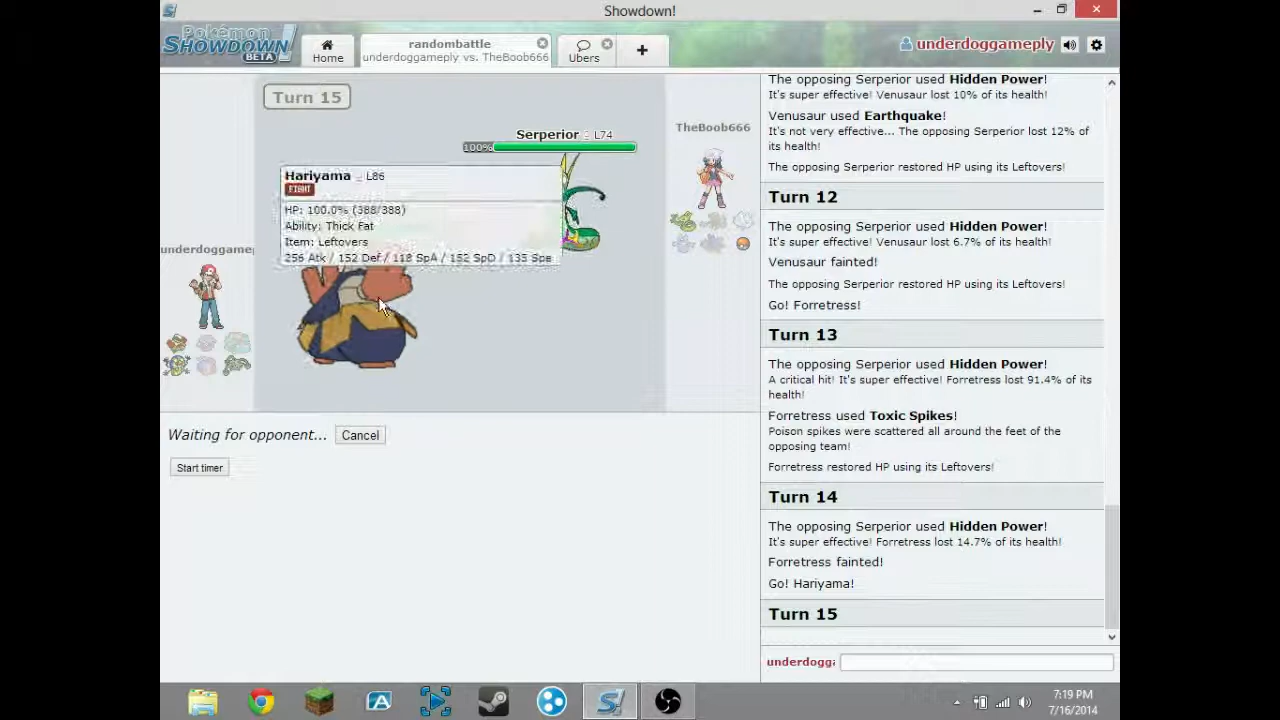 Showdown!
Pokémon
SHOWDOWN!
BETA
Home
randombattle
underdoggameply vs. TheBoob666
Ubers
+
underdoggameply
Turn 15
Serperior L74
100%
TheBoob666
Hariyama L86
FIGHT
HP: 100.0% (388/388)
Ability: Thick Fat
Item: Leftovers
256 Atk / 152 Def / 118 SpA / 152 SpD / 135 Spe
underdoggamep
Waiting for opponent... Cancel
Start timer
The opposing Serperior used Hidden Power!
It's super effective! Venusaur lost 10% of its health!
Venusaur used Earthquake!
It's not very effective... The opposing Serperior lost 12% of
its health!
The opposing Serperior restored HP using its Leftovers!
Turn 12
The opposing Serperior used Hidden Power!
It's super effective! Venusaur lost 6.7% of its health!
Venusaur fainted!
The opposing Serperior restored HP using its Leftovers!
Go! Forretress!
Turn 13
The opposing Serperior used Hidden Power!
A critical hit! It's super effective! Forretress lost 91.4% of its
health!
Forretress used Toxic Spikes!
Poison spikes were scattered all around the feet of the
opposing team!
Forretress restored HP using its Leftovers!
Turn 14
The opposing Serperior used Hidden Power!
It's super effective! Forretress lost 14.7% of its health!
Forretress fainted!
Go! Hariyama!
Turn 15
underdogga
7:19 PM
7/16/2014